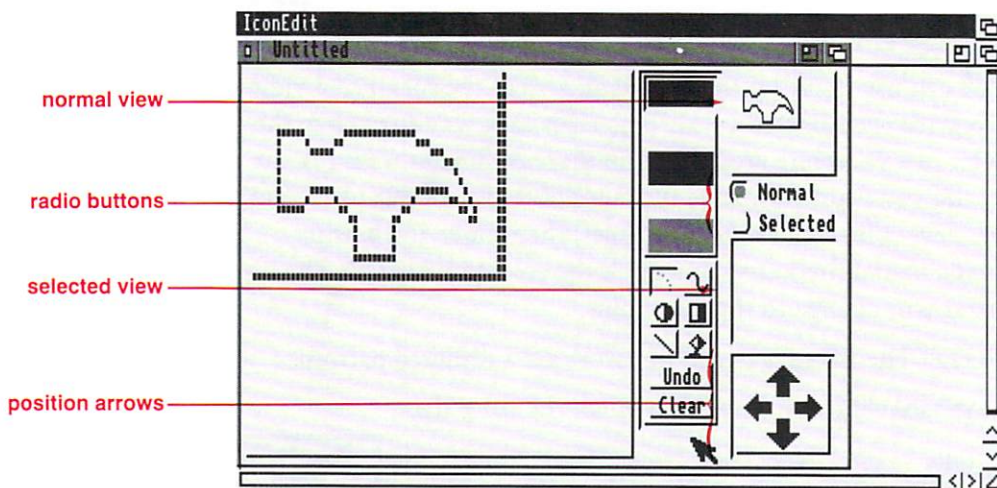 IconEdit
Untitled
normal view
radio buttons
Normal
Selected
selected view
Undo
position arrows
Clear